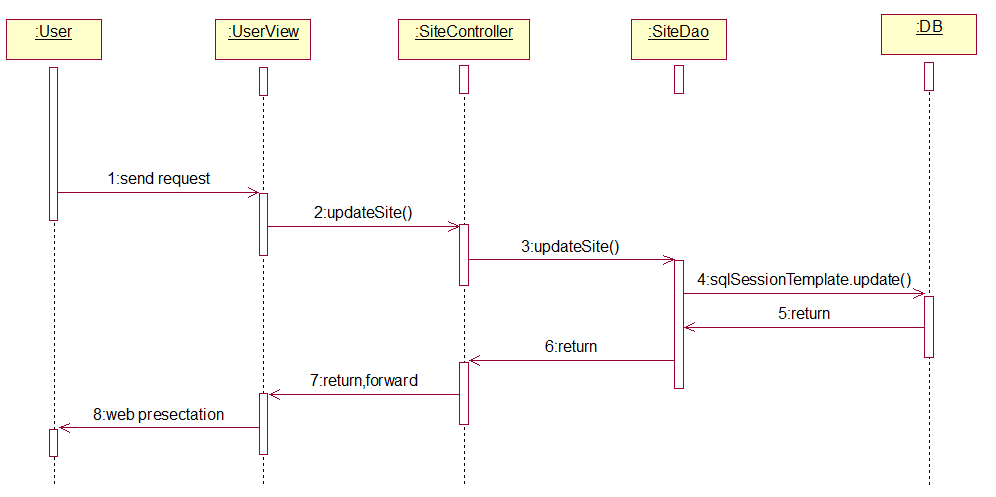 :User
:UserView
:SiteController
:SiteDao
:DB
1:send request
2:updateSite()
3:updateSite()
4:sqlSessionTemplate.update()
5:return
6:return
7:return,forward
8:web presectation